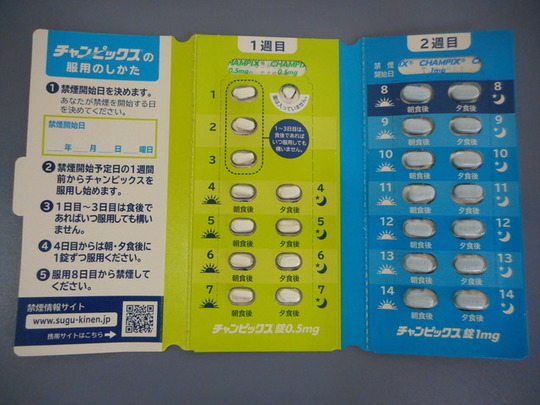 チャンピックス®の
服用のしかた
1 禁煙開始日を決めます。
あなたが禁煙を開始する日
を決めてください。
禁煙開始日
年 月 日 曜日
2 禁煙開始予定日の1週間
前からチャンピックスを
服用し始めます。
3 1日目~3日目は食後で
あればいつ服用しても構い
ません。
4 4日目からは朝・夕食後に
1錠ずつ服用ください。
5 服用8日目から禁煙して
ください。
禁煙情報サイト
www.sugu-kinen.jp
携帯サイトはこちら
1週目
CHAMPIX CHAMPIX
0.5mg 0.5mg
1
2
3
1~3日目は、
食後であれば
いつ服用しても
構いません。
4 4
朝食後 夕食後
5 5
朝食後 夕食後
6 6
朝食後 夕食後
7 7
朝食後 夕食後
チャンピックス錠0.5mg
2週目
CHAMPIX
1mg
禁煙
開始日
8 8
朝食後 夕食後
9 9
朝食後 夕食後
10 10
朝食後 夕食後
11 11
朝食後 夕食後
12 12
朝食後 夕食後
13 13
朝食後 夕食後
14 14
朝食後 夕食後
チャンピックス錠1mg